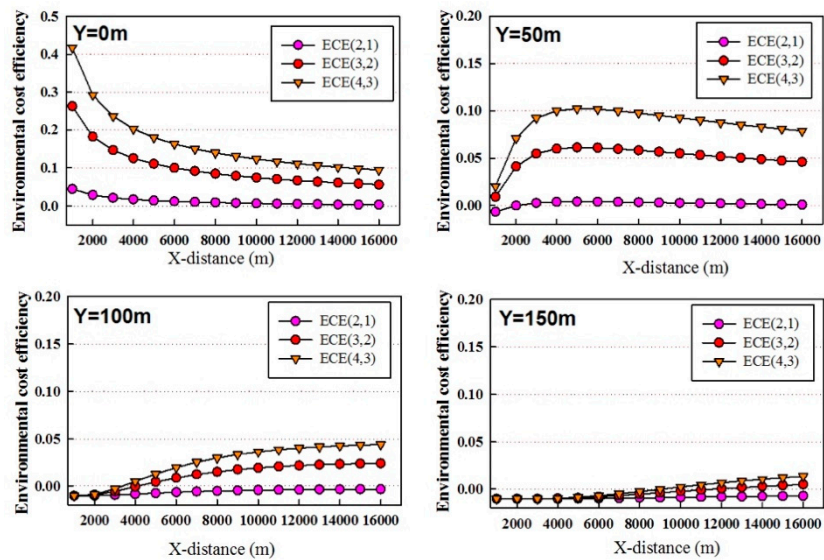 Y=0m
ECE(2,1)
ECE(3,2)
ECE(4,3)
Environmental cost efficiency
0.5
0.4
0.3
0.2
0.1
0.0
2000 4000 6000 8000 10000 12000 14000 16000
X-distance (m)
Y=50m
ECE(2,1)
ECE(3,2)
ECE(4,3)
Environmental cost efficiency
0.20
0.15
0.10
0.05
0.00
2000 4000 6000 8000 10000 12000 14000 16000
X-distance (m)
Y=100m
ECE(2,1)
ECE(3,2)
ECE(4,3)
Environmental cost efficiency
0.20
0.15
0.10
0.05
0.00
2000 4000 6000 8000 10000 12000 14000 16000
X-distance (m)
Y=150m
ECE(2,1)
ECE(3,2)
ECE(4,3)
Environmental cost efficiency
0.20
0.15
0.10
0.05
0.00
2000 4000 6000 8000 10000 12000 14000 16000
X-distance (m)